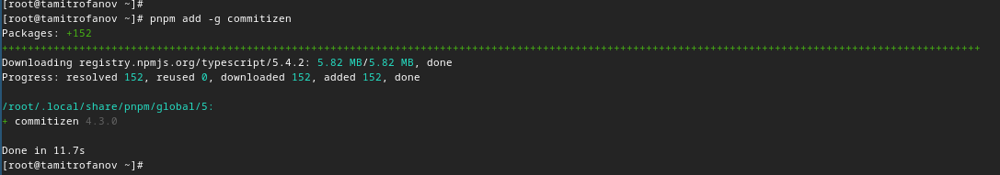 [root@tamitrofanov ~]#
[root@tamitrofanov ~]# pnpm add -g commitizen
Packages: +152
++++++++++++++++++++++++++++++++++++++++++++++++++++++++++++++++++++++++++++++++++++++++++++++++++++++++++++++++++++++++++++++++++++++++++++++++++++++++
Downloading registry.npmjs.org/typescript/5.4.2: 5.82 MB/5.82 MB, done
Progress: resolved 152, reused 0, downloaded 152, added 152, done
/root/.local/share/pnpm/global/5:
+ commitizen 4.3.0
Done in 11.7s
[root@tamitrofanov ~]#